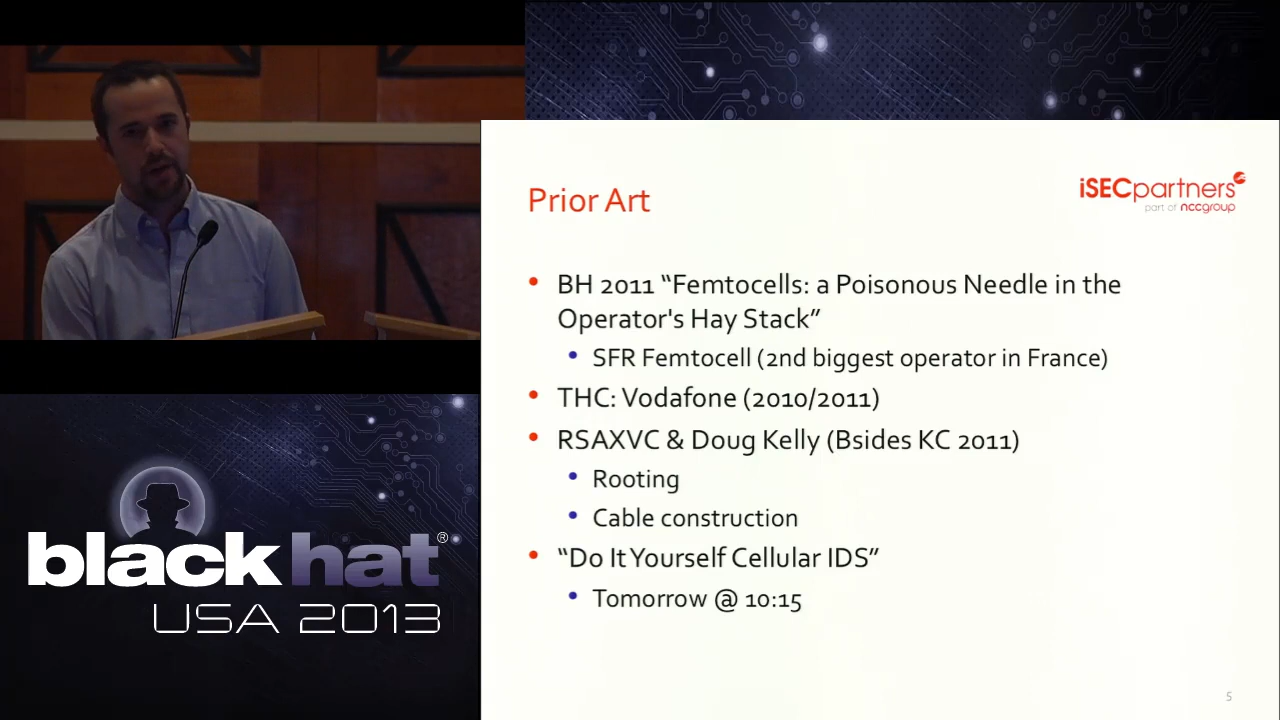 Prior Art
iSECpartners
part of nccgroup
BH 2011 “Femtocells: a Poisonous Needle in the
Operator's Hay Stack”
SFR Femtocell (2nd biggest operator in France)
THC: Vodafone (2010/2011)
RSAXVC & Doug Kelly (Bsides KC 2011)
Rooting
Cable construction
“Do It Yourself Cellular IDS”
Tomorrow @ 10:15
5
black hat®
USA 2013